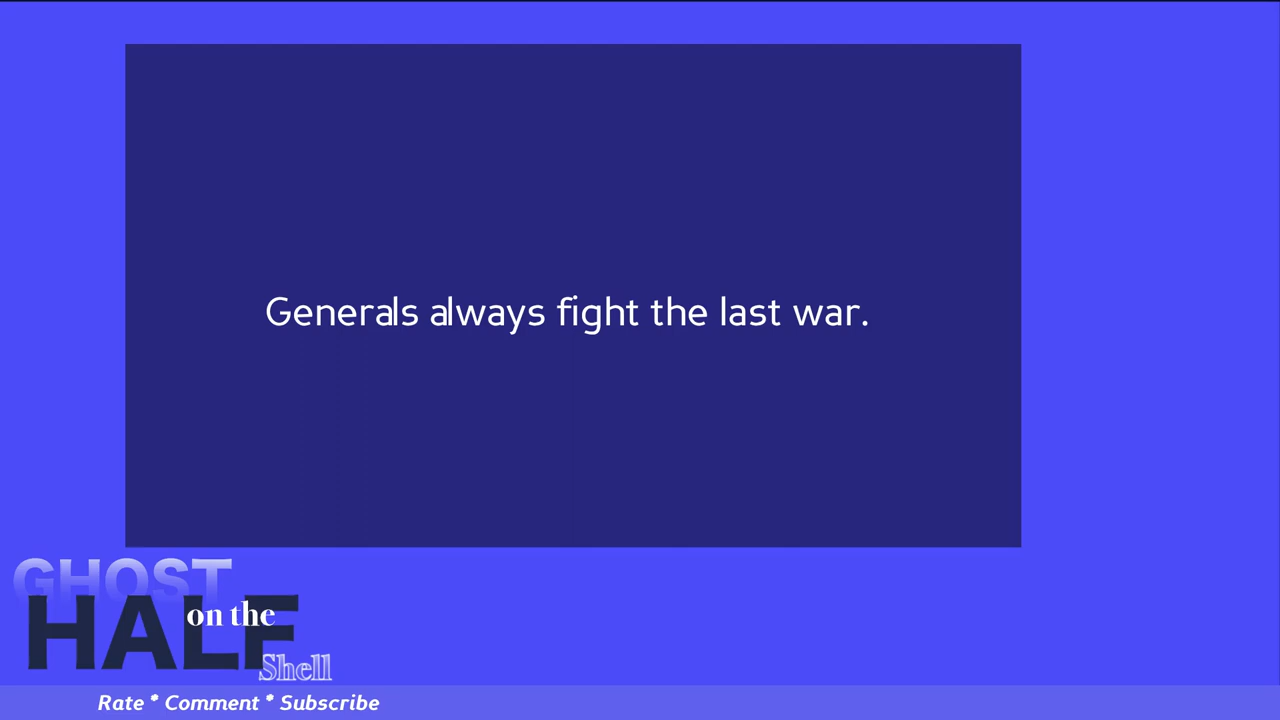 Generals always fight the last war.
GHOST
on the
HALF
Shell
Rate * Comment * Subscribe